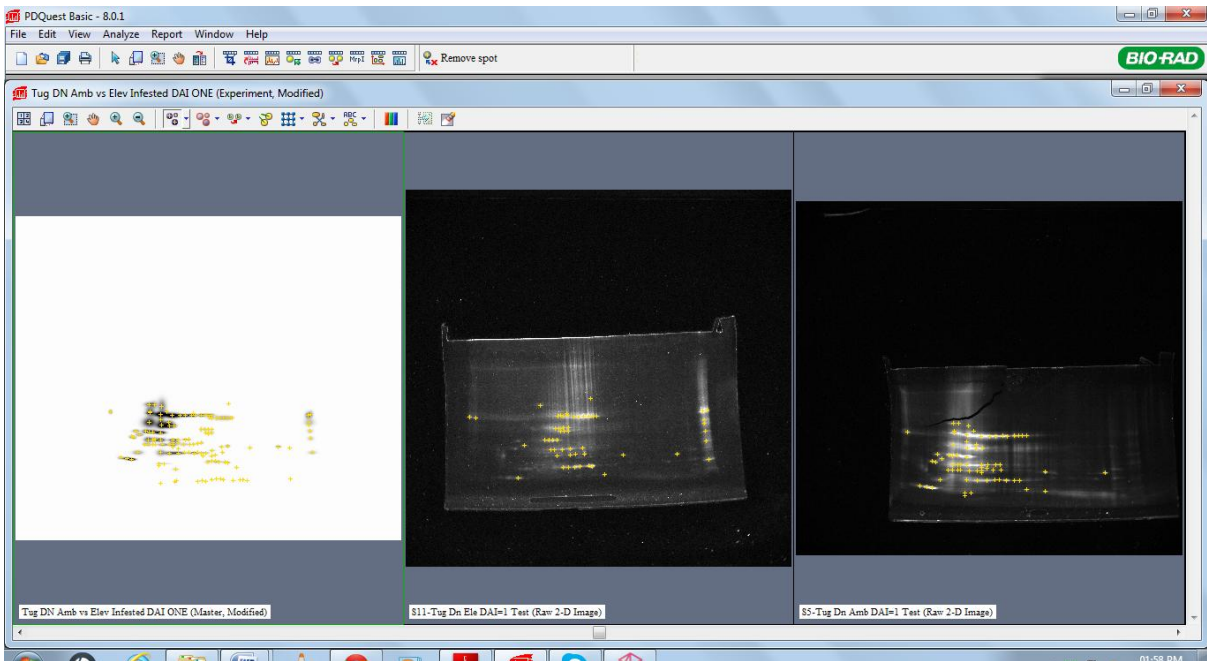 PDQuest Basic - 8.0.1
File Edit View Analyze Report Window Help
MrpI
Remove spot
BIO-RAD
Tug DN Amb vs Elev Infested DAI ONE (Experiment, Modified)
ABC
Tug DN Amb vs Elev Infested DAI ONE (Master, Modified)
S11-Tug Dn Ele DAI=1 Test (Raw 2-D Image)
S5-Tug Dn Amb DAI=1 Test (Raw 2-D Image)
01:58 PM